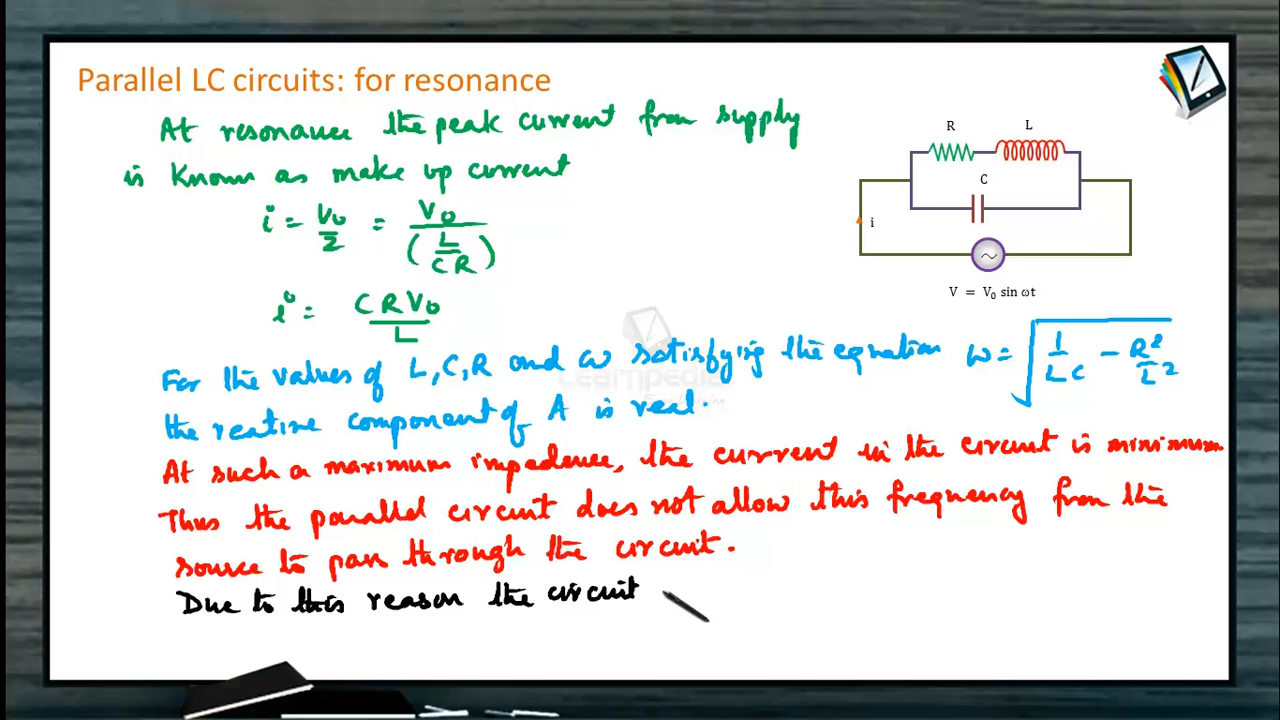 Parallel LC circuits: for resonance
At resonance the peak current from supply
is Known as make up current
i = V₀/2 = V₀/(L/CR)
i = CRV₀/L
R
L
C
i
V = V₀ sin ωt
For the values of L, C, R and ω satisfying the equation ω = √(1/LC − R²/L²)
the reative component of A is real.
At such a maximum impedence, the current in the circuit is minimum
Thus the parallel circuit does not allow this frequency from the
source to pass through the circuit.
Due to this reason the circuit
Learnpedia